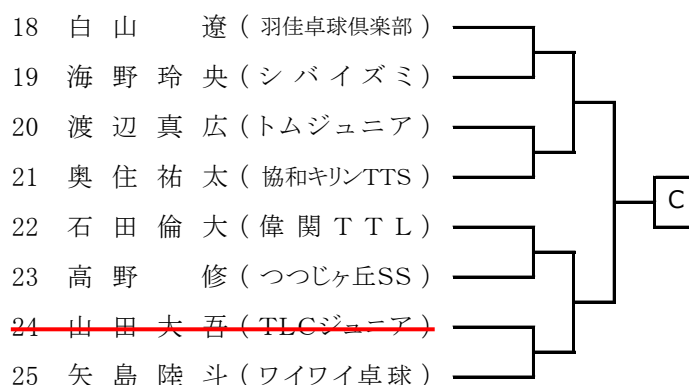 18 白山 遼 ( 羽佳卓球倶楽部 )
19 海野玲央 ( シバイズミ )
20 渡辺真広 ( トムジュニア )
21 奥住祐太 ( 協和キリンTTS )
C
22 石田倫大 ( 偉関TTL )
23 高野 修 ( つつじヶ丘SS )
24 山田大吾 ( TLCジュニア )
25 矢島陸斗 ( ワイワイ卓球 )